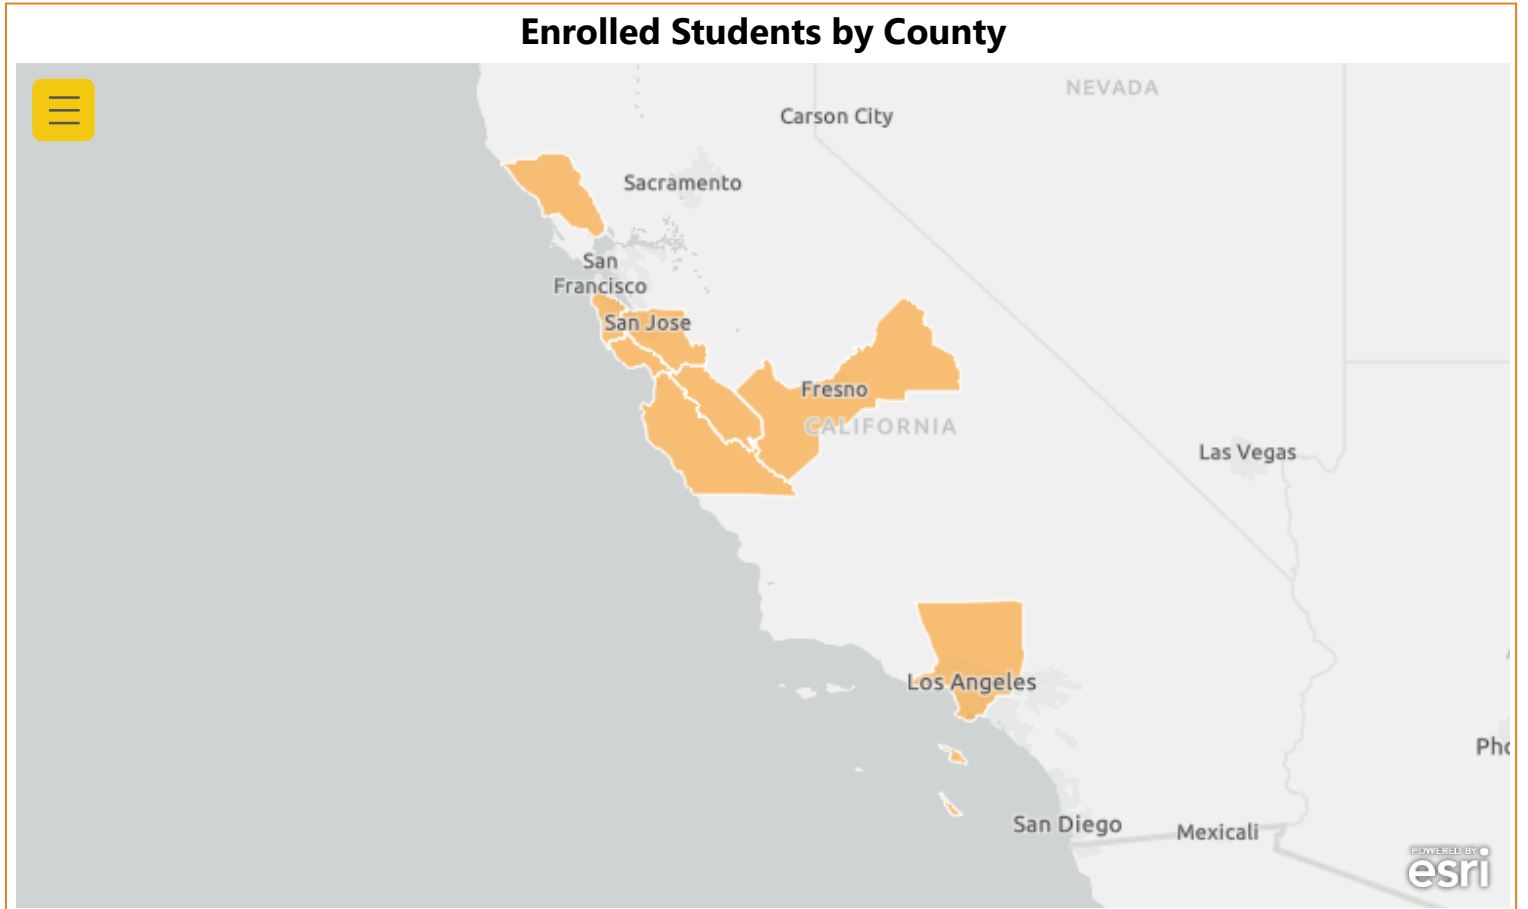 Enrolled Students by County
NEVADA
Carson City
Sacramento
San
Francisco
San Jose
Fresno
CALIFORNIA
Las Vegas
Los Angeles
Pho
San Diego
Mexicali
POWERED BY
esri